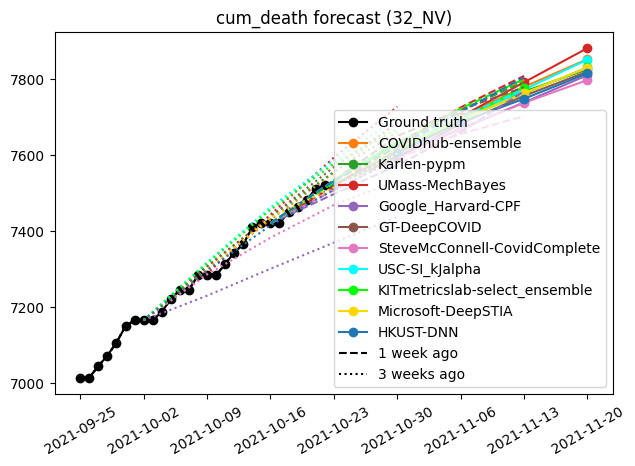 cum_death forecast (32_NV)
7800
7600
7400
7200
7000
Ground truth
COVIDhub-ensemble
Karlen-pypm
UMass-MechBayes
Google_Harvard-CPF
GT-DeepCOVID
SteveMcConnell-CovidComplete
USC-SI_kJalpha
KITmetricslab-select_ensemble
Microsoft-DeepSTIA
HKUST-DNN
1 week ago
3 weeks ago
2021-09-25
2021-10-02
2021-10-09
2021-10-16
2021-10-23
2021-10-30
2021-11-06
2021-11-13
2021-11-20